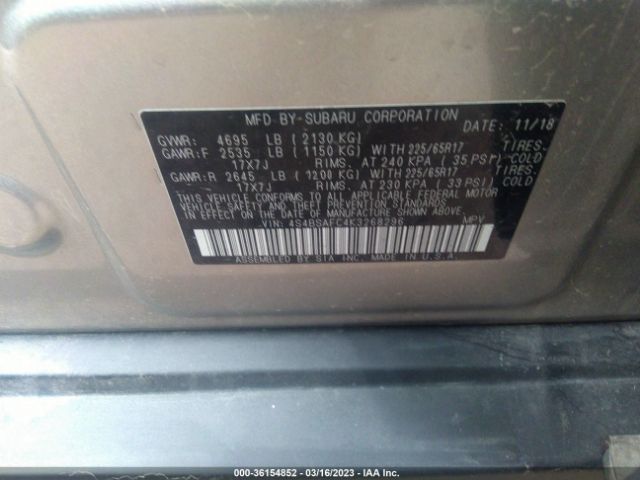 MFD BY-SUBARU CORPORATION DATE: 11/18
GVWR: 4695 LB (2130 KG)
GAWR:F 2535 LB (1150 KG) WITH 225/65R17 TIRES.
17X7J RIMS. AT 240 KPA (35 PSI) COLD
GAWR:R 2645 LB (1200 KG) WITH 225/65R17 TIRES.
17X7J RIMS. AT 230 KPA (33 PSI) COLD
THIS VEHICLE CONFORMS TO ALL APPLICABLE FEDERAL MOTOR
VEHICLE SAFETY AND THEFT PREVENTION STANDARDS
IN EFFECT ON THE DATE OF MANUFACTURE SHOWN ABOVE.
VIN: 4S4BSAFC4K3268296 MPV
ASSEMBLED BY SIA INC. MADE IN U.S.A.
000-36154852 // 03/16/2023 // IAA Inc.